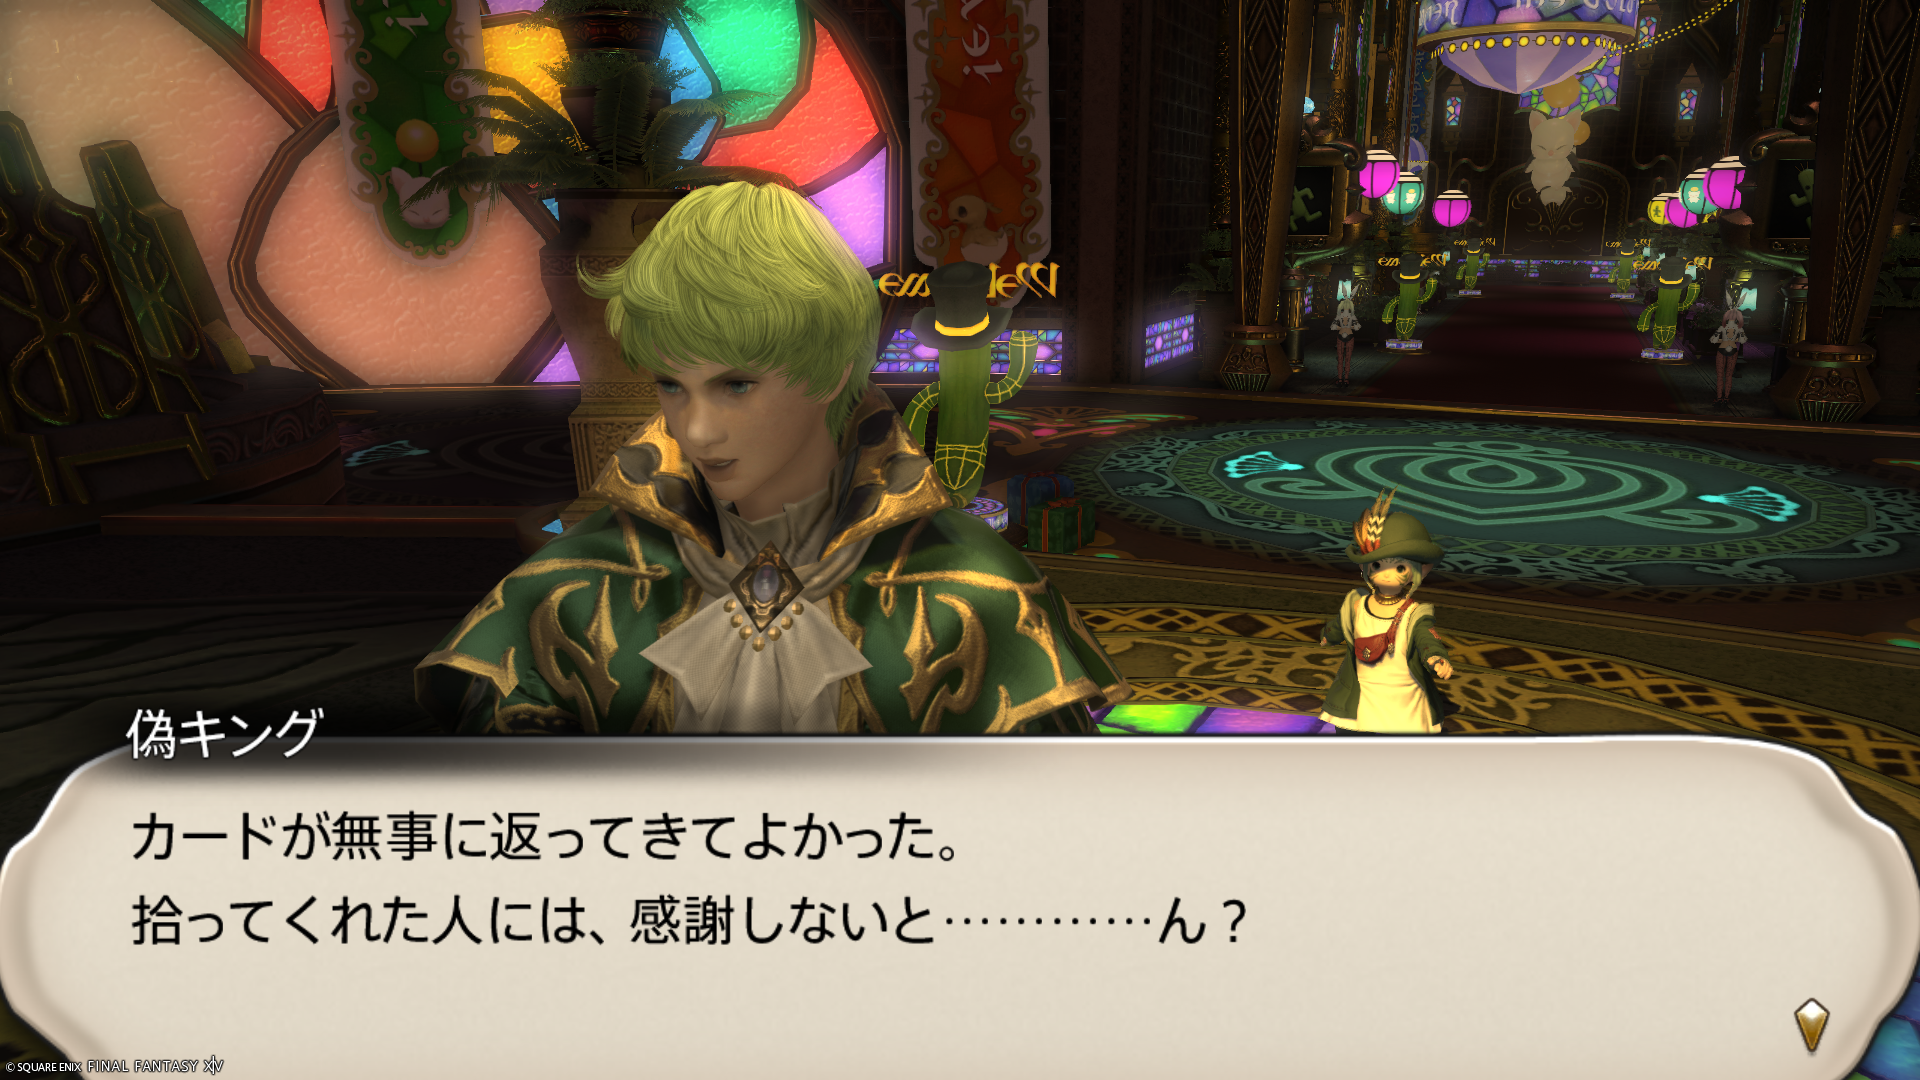 偽キング
カードが無事に返ってきてよかった。
拾ってくれた人には、感謝しないと…………ん？
© SQUARE ENIX FINAL FANTASY XIV